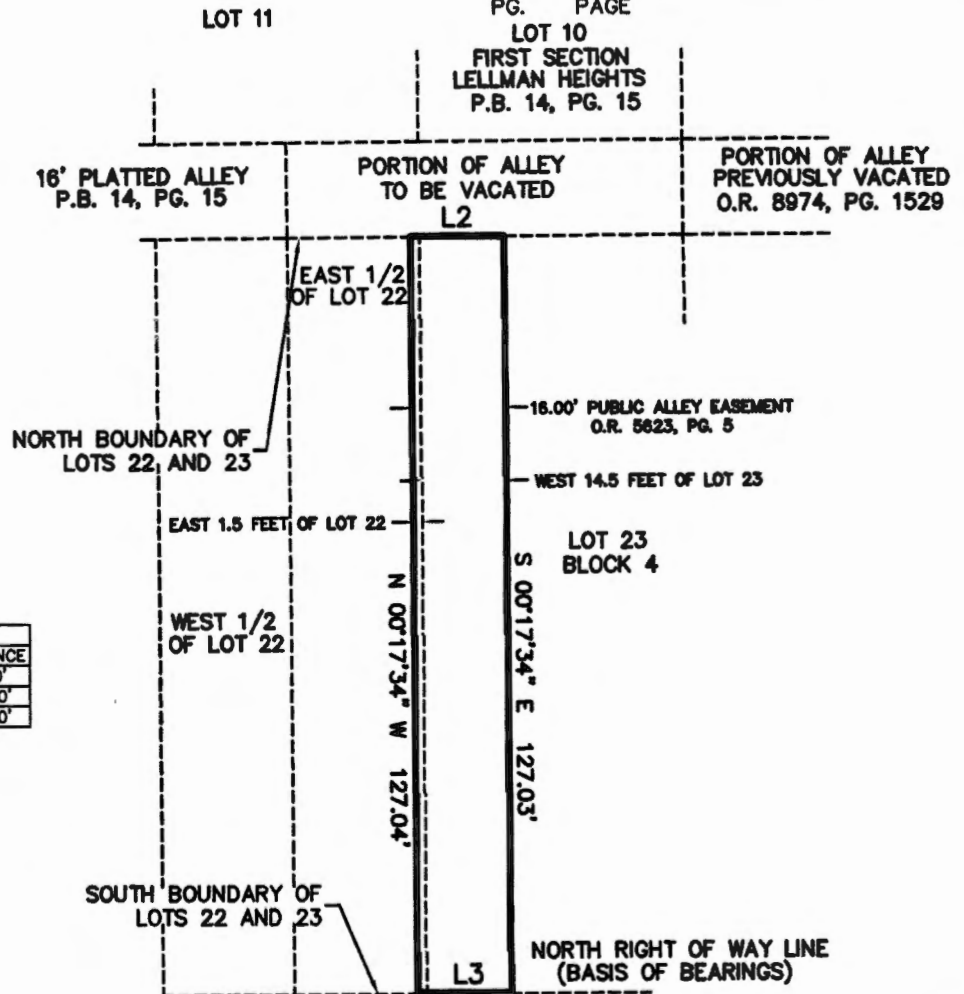 PG. PAGE
LOT 11
LOT 10
FIRST SECTION
LELLMAN HEIGHTS
P.B. 14, PG. 15
16' PLATTED ALLEY
P.B. 14, PG. 15
PORTION OF ALLEY
TO BE VACATED
PORTION OF ALLEY
PREVIOUSLY VACATED
O.R. 8974, PG. 1529
L2
EAST 1/2
OF LOT 22
16.00' PUBLIC ALLEY EASEMENT
O.R. 5623, PG. 5
NORTH BOUNDARY OF
LOTS 22 AND 23
WEST 14.5 FEET OF LOT 23
EAST 1.5 FEET OF LOT 22
LOT 23
BLOCK 4
N 00°17'34" W 127.04'
S 00°17'34" E 127.03'
WEST 1/2
OF LOT 22
SOUTH BOUNDARY OF
LOTS 22 AND 23
NORTH RIGHT OF WAY LINE
(BASIS OF BEARINGS)
L3